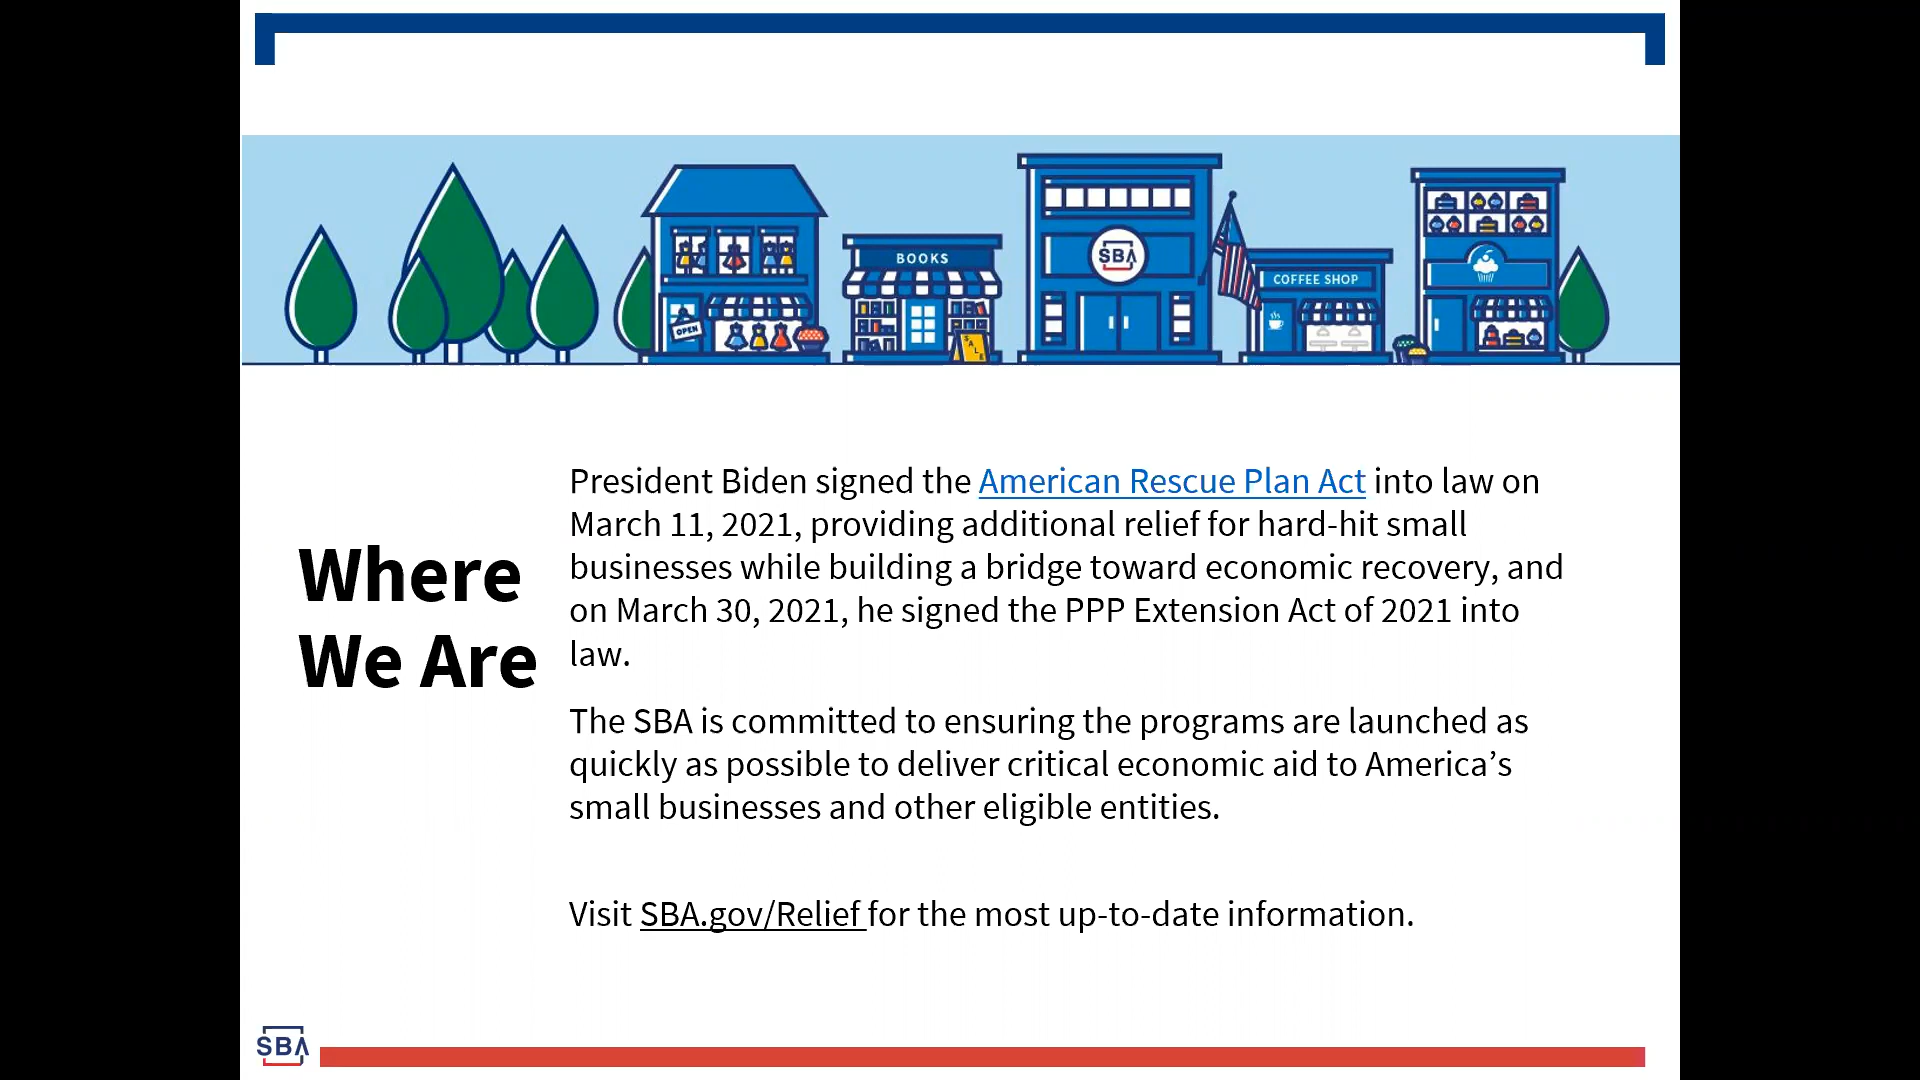 BOOKS
SBA
COFFEE SHOP
OPEN
SALE
Where
We Are
President Biden signed the American Rescue Plan Act into law on
March 11, 2021, providing additional relief for hard-hit small
businesses while building a bridge toward economic recovery, and
on March 30, 2021, he signed the PPP Extension Act of 2021 into
law.
The SBA is committed to ensuring the programs are launched as
quickly as possible to deliver critical economic aid to America’s
small businesses and other eligible entities.
Visit SBA.gov/Relief for the most up-to-date information.
SBA